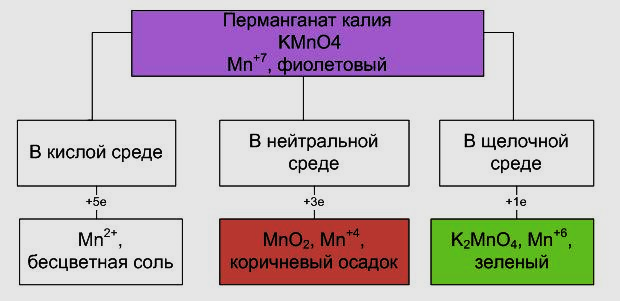 Перманганат калия
KMnO4
Mn⁺⁷, фиолетовый
В кислой среде
В нейтральной
среде
В щелочной
среде
+5e
+3e
+1e
Mn²⁺,
бесцветная соль
MnO₂, Mn⁺⁴,
коричневый осадок
K₂MnO₄, Mn⁺⁶,
зеленый